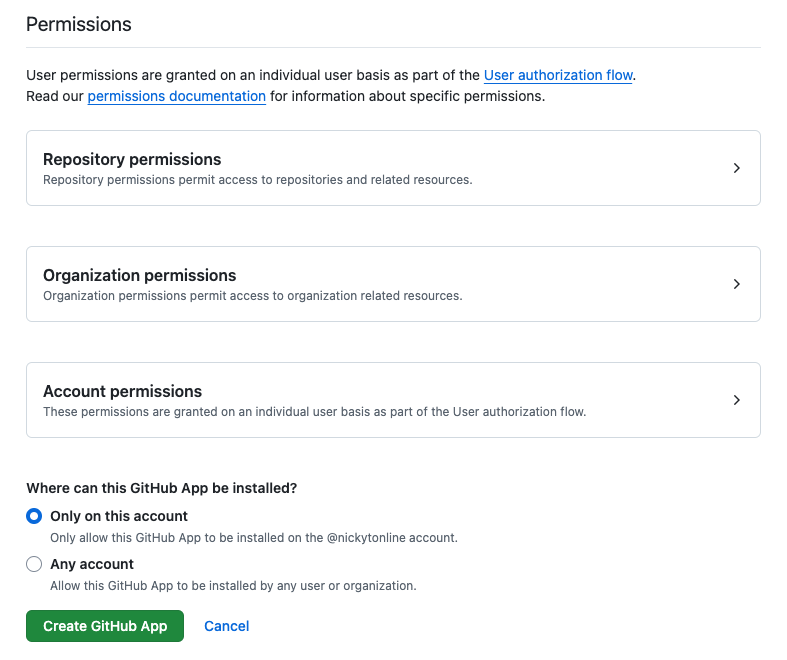 Permissions
User permissions are granted on an individual user basis as part of the User authorization flow.
Read our permissions documentation for information about specific permissions.
Repository permissions
Repository permissions permit access to repositories and related resources.
Organization permissions
Organization permissions permit access to organization related resources.
Account permissions
These permissions are granted on an individual user basis as part of the User authorization flow.
Where can this GitHub App be installed?
Only on this account
Only allow this GitHub App to be installed on the @nickytonline account.
Any account
Allow this GitHub App to be installed by any user or organization.
Create GitHub App Cancel